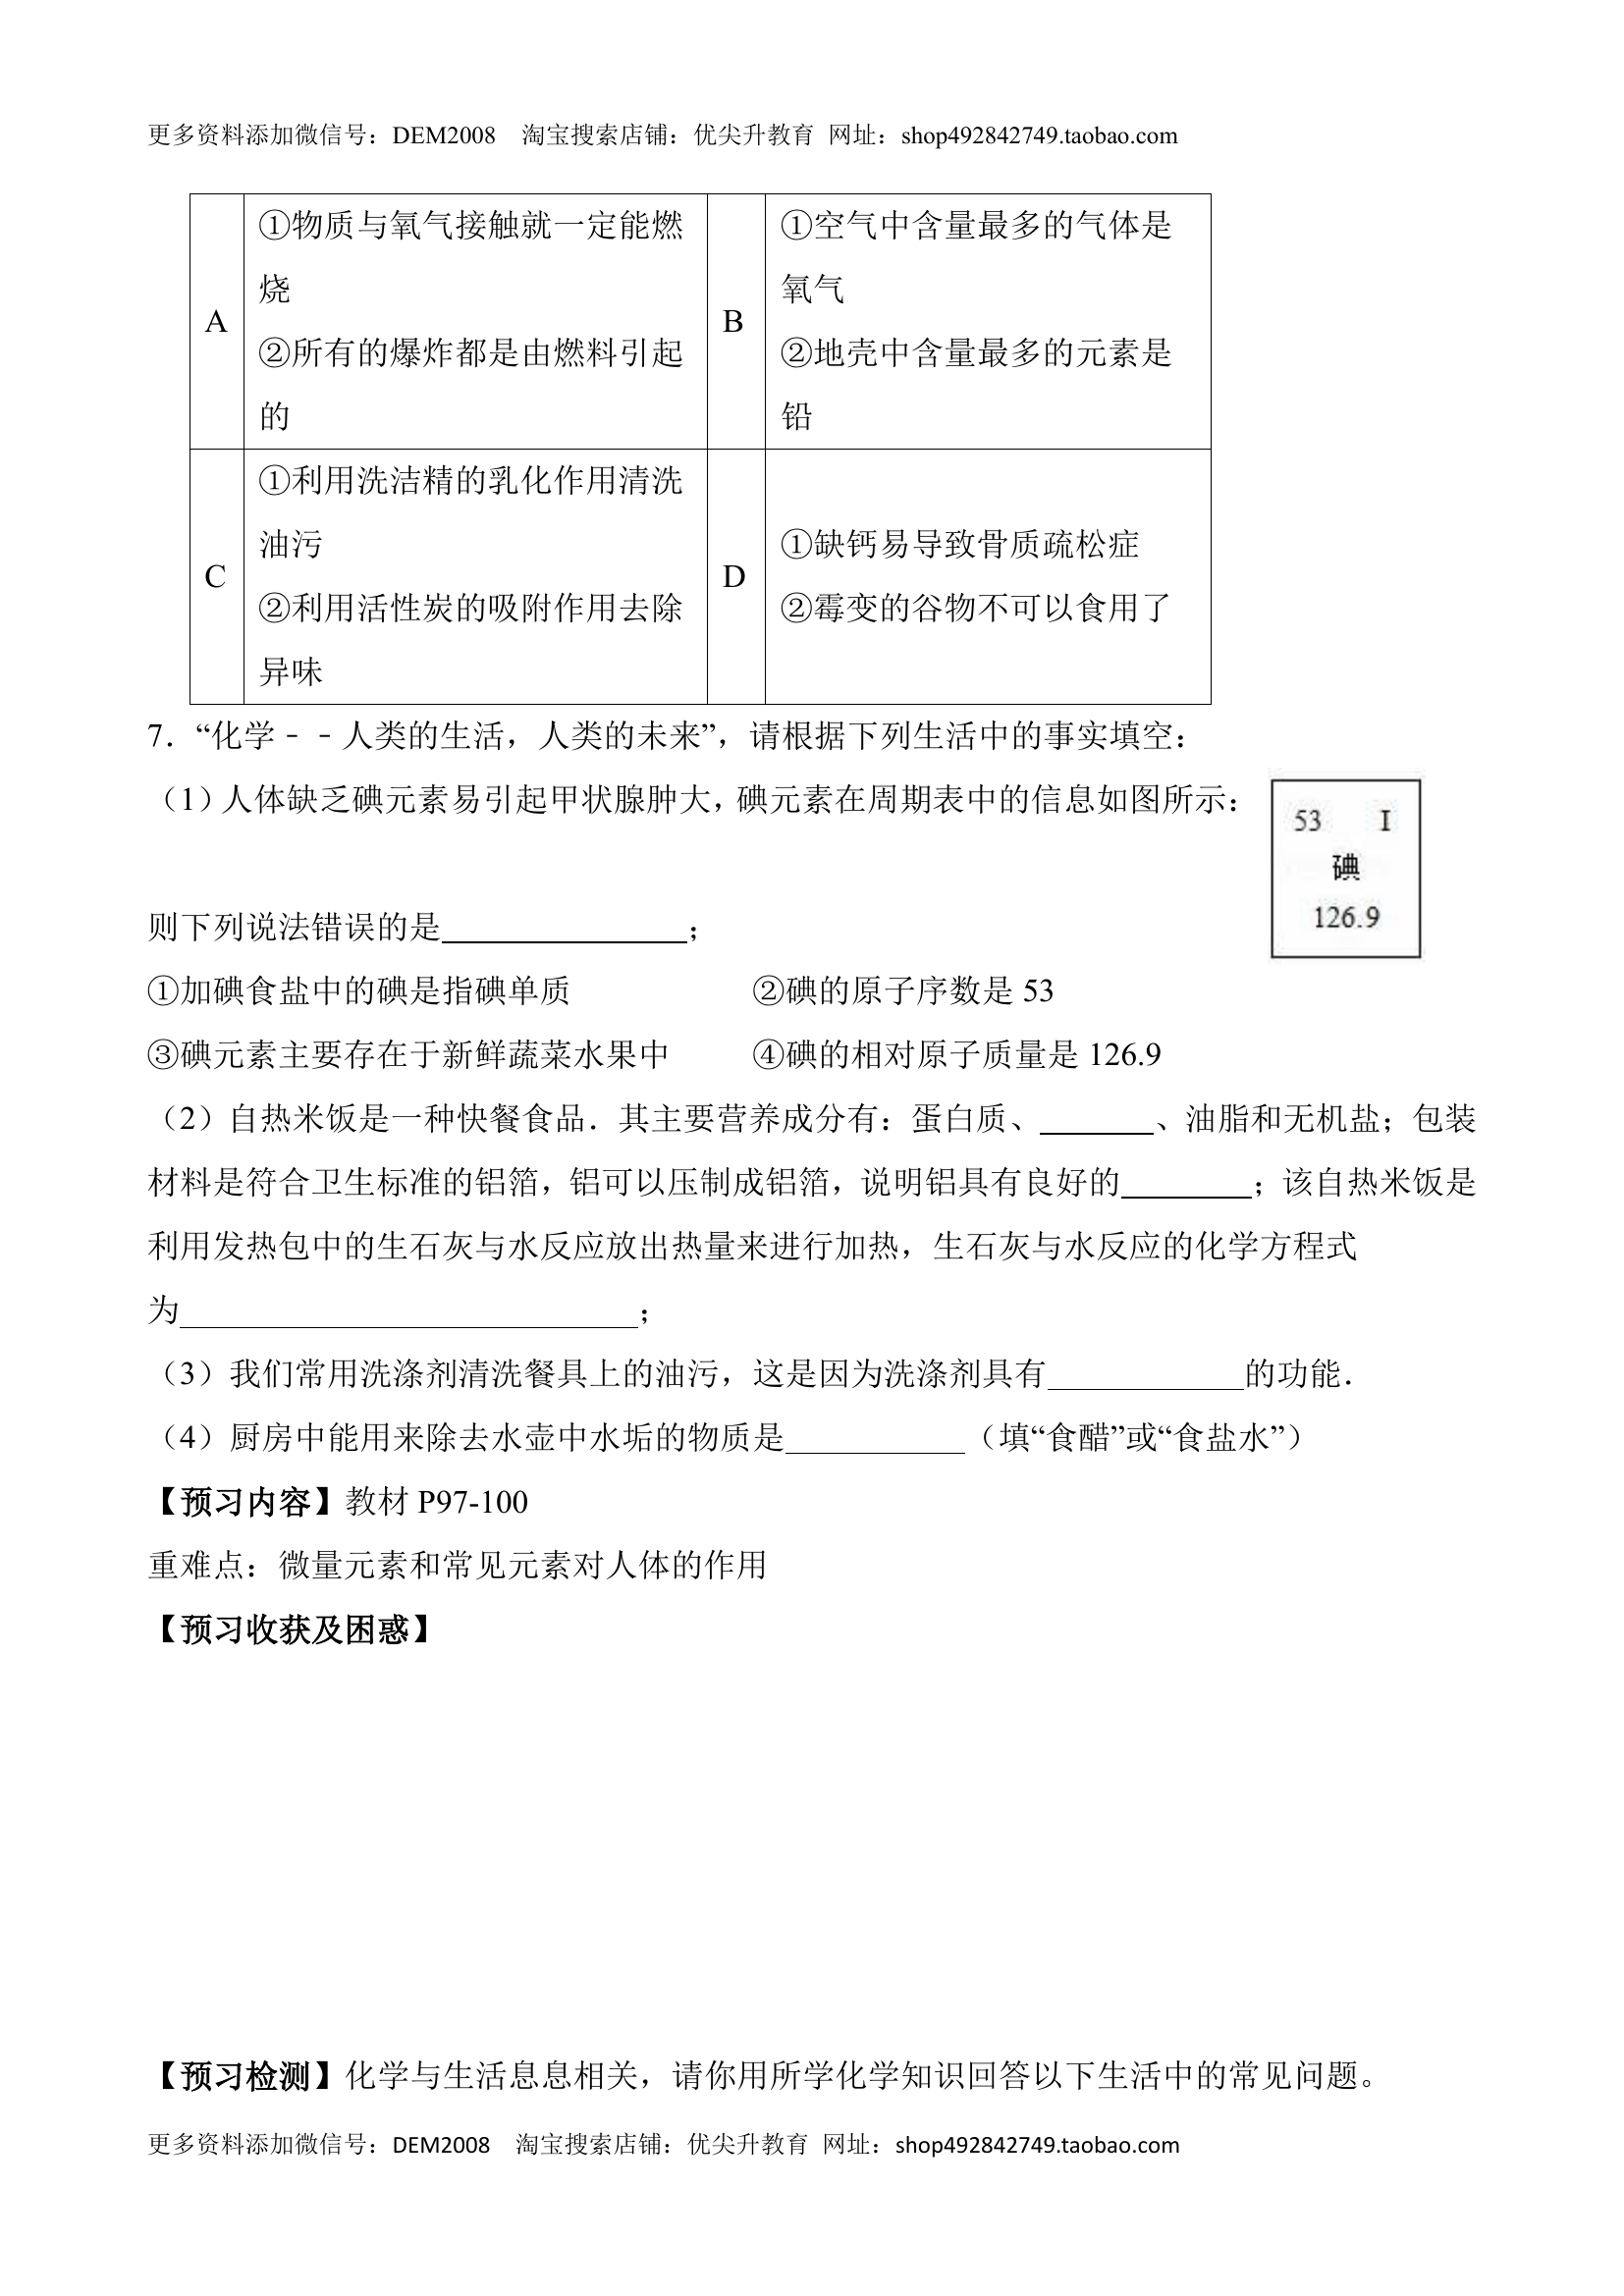 更多资料添加微信号：DEM2008 淘宝搜索店铺：优尖升教育 网址：shop492842749.taobao.com
A
①物质与氧气接触就一定能燃
烧
②所有的爆炸都是由燃料引起
的
B
①空气中含量最多的气体是
氧气
②地壳中含量最多的元素是
铅
C
①利用洗洁精的乳化作用清洗
油污
②利用活性炭的吸附作用去除
异味
D
①缺钙易导致骨质疏松症
②霉变的谷物不可以食用了
7．“化学﹣﹣人类的生活，人类的未来”，请根据下列生活中的事实填空：
（1）人体缺乏碘元素易引起甲状腺肿大，碘元素在周期表中的信息如图所示：
53 I
碘
126.9
则下列说法错误的是_______________；
①加碘食盐中的碘是指碘单质 ②碘的原子序数是 53
③碘元素主要存在于新鲜蔬菜水果中 ④碘的相对原子质量是 126.9
（2）自热米饭是一种快餐食品．其主要营养成分有：蛋白质、_______、油脂和无机盐；包装
材料是符合卫生标准的铝箔，铝可以压制成铝箔，说明铝具有良好的________；该自热米饭是
利用发热包中的生石灰与水反应放出热量来进行加热，生石灰与水反应的化学方程式
为____________________________；
（3）我们常用洗涤剂清洗餐具上的油污，这是因为洗涤剂具有____________的功能．
（4）厨房中能用来除去水壶中水垢的物质是___________（填“食醋”或“食盐水”）
【预习内容】教材 P97-100
重难点：微量元素和常见元素对人体的作用
【预习收获及困惑】
【预习检测】化学与生活息息相关，请你用所学化学知识回答以下生活中的常见问题。
更多资料添加微信号：DEM2008 淘宝搜索店铺：优尖升教育 网址：shop492842749.taobao.com